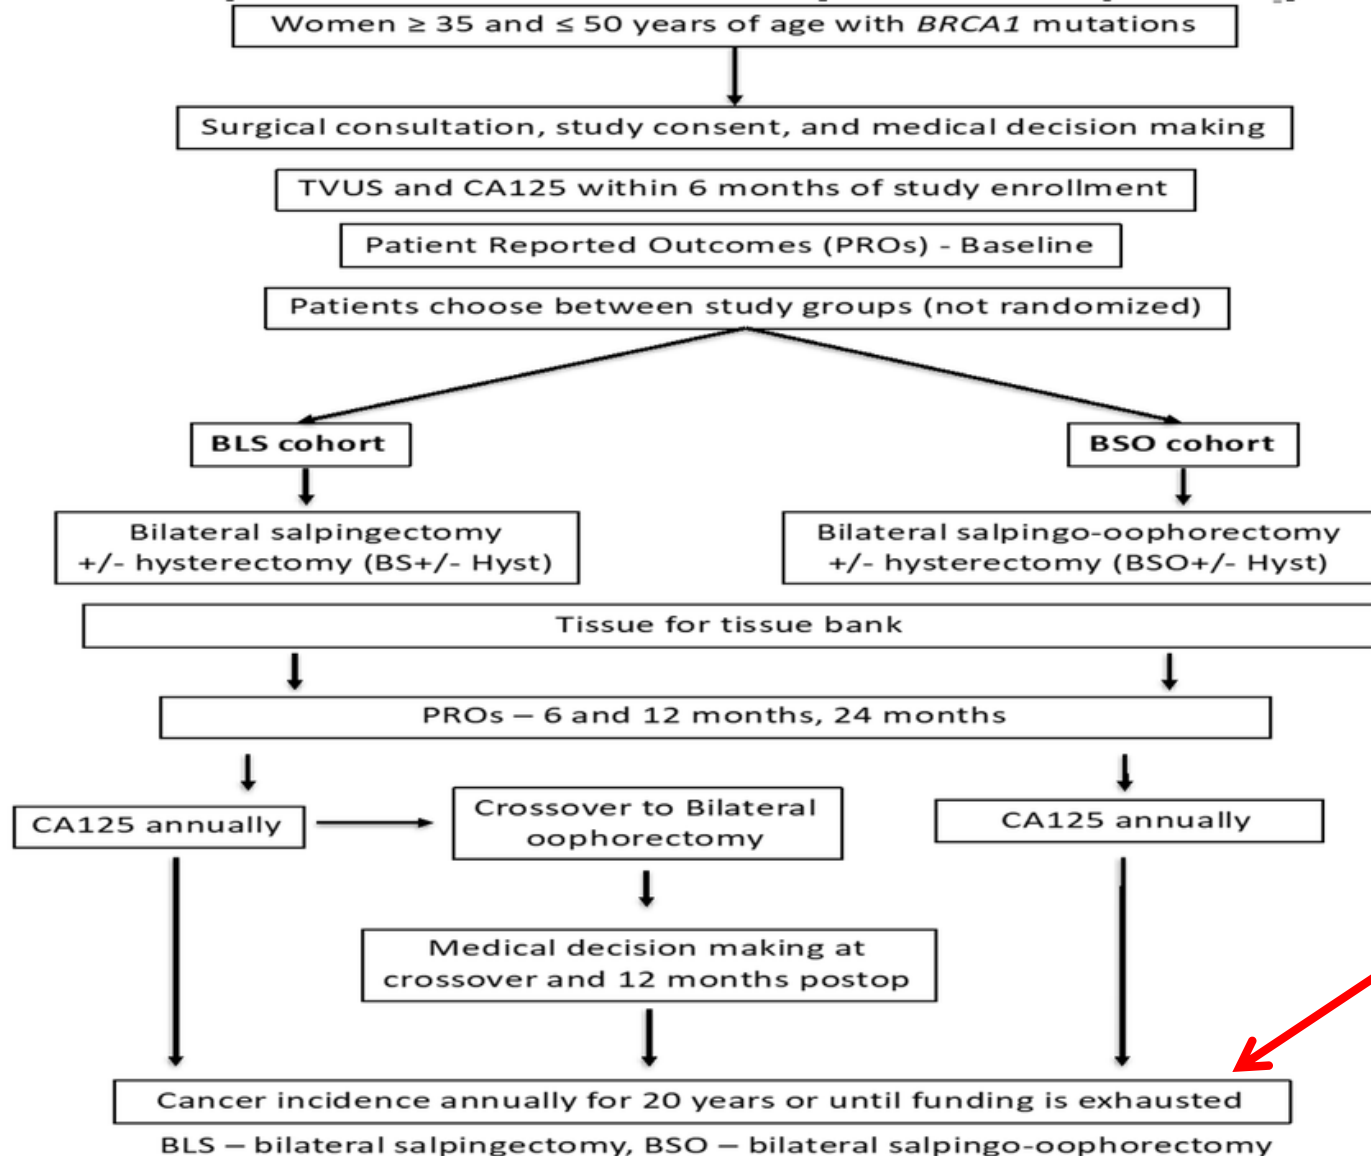 Women ≥ 35 and ≤ 50 years of age with BRCA1 mutations
Surgical consultation, study consent, and medical decision making
TVUS and CA125 within 6 months of study enrollment
Patient Reported Outcomes (PROs) - Baseline
Patients choose between study groups (not randomized)
BLS cohort
BSO cohort
Bilateral salpingectomy
+/- hysterectomy (BS+/- Hyst)
Bilateral salpingo-oophorectomy
+/- hysterectomy (BSO+/- Hyst)
Tissue for tissue bank
PROs – 6 and 12 months, 24 months
CA125 annually
Crossover to Bilateral
oophorectomy
CA125 annually
Medical decision making at
crossover and 12 months postop
Cancer incidence annually for 20 years or until funding is exhausted
BLS – bilateral salpingectomy, BSO – bilateral salpingo-oophorectomy